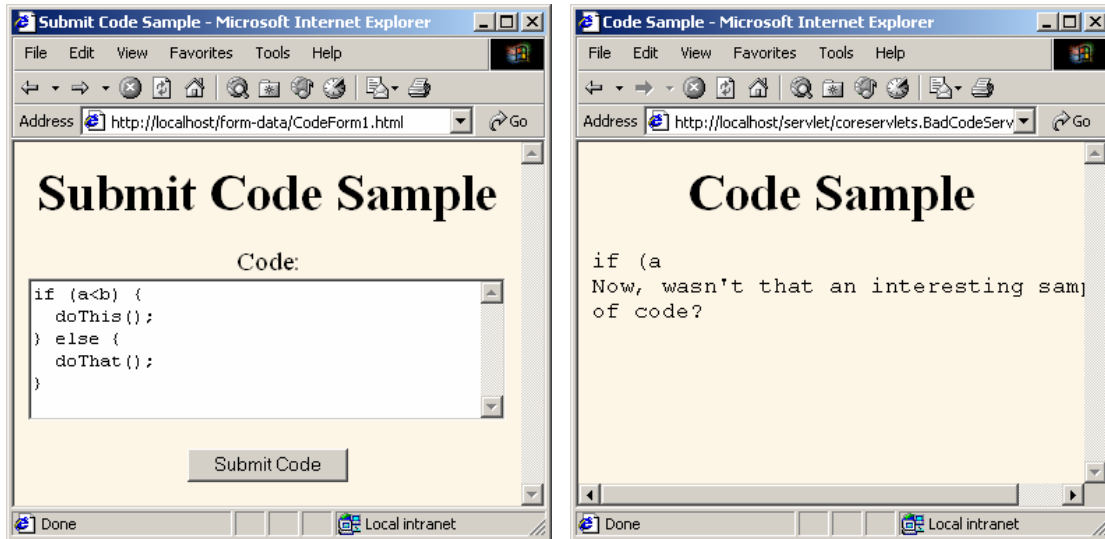 Submit Code Sample - Microsoft Internet Explorer
File Edit View Favorites Tools Help
Address http://localhost/form-data/CodeForm1.html Go
Submit Code Sample
Code:
if (a<b) {
  doThis();
} else {
  doThat();
}
Submit Code
Done Local intranet
Code Sample - Microsoft Internet Explorer
File Edit View Favorites Tools Help
Address http://localhost/servlet/coreservlets.BadCodeServ Go
Code Sample
if (a
Now, wasn't that an interesting samp
of code?
Done Local intranet